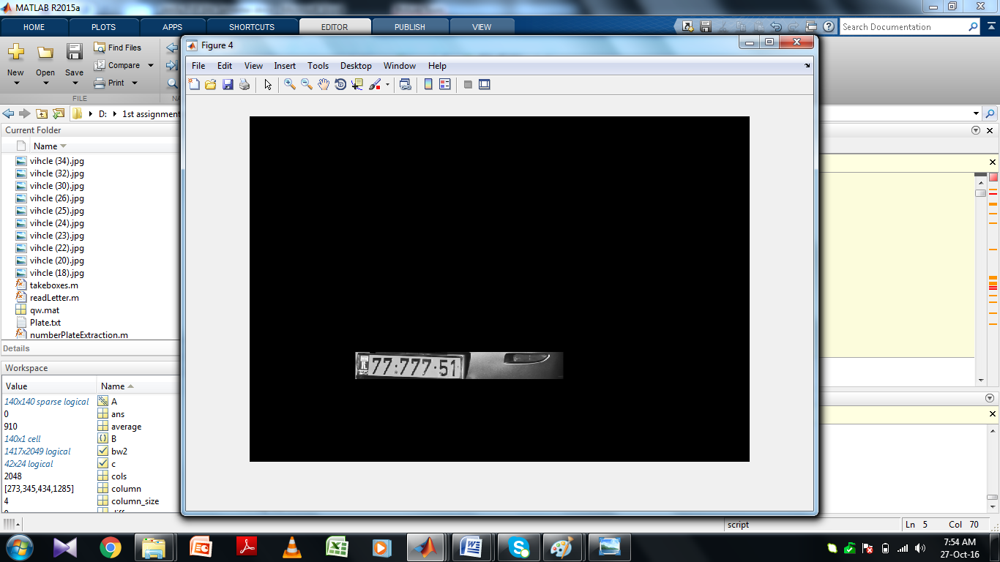 MATLAB R2015a
HOME PLOTS APPS SHORTCUTS EDITOR PUBLISH VIEW
Search Documentation
New Open Save
Find Files
Compare
Print
FILE
NA
D: 1st assignment
Current Folder
Name
vihcle (34).jpg
vihcle (32).jpg
vihcle (30).jpg
vihcle (26).jpg
vihcle (25).jpg
vihcle (24).jpg
vihcle (23).jpg
vihcle (22).jpg
vihcle (20).jpg
vihcle (18).jpg
takeboxes.m
readLetter.m
qw.mat
Plate.txt
numberPlateExtraction.m
Details
Workspace
Value Name
140x140 sparse logical A
0 ans
910 average
140x1 cell B
1417x2049 logical bw2
42x24 logical c
2048 cols
[273,345,434,1285] column
4 column_size
Figure 4
File Edit View Insert Tools Desktop Window Help
77·777·51
script
Ln 5 Col 70
7:54 AM
27-Oct-16